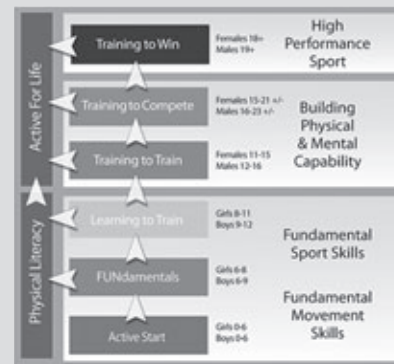 Active For Life
Physical Literacy
Training to Win
Females 18+
Males 19+
High
Performance
Sport
Training to Compete
Females 15-21 +/-
Males 16-23 +/-
Training to Train
Females 11-15
Males 12-16
Building
Physical
& Mental
Capability
Learning to Train
Girls 8-11
Boys 9-12
FUNdamentals
Girls 6-8
Boys 6-9
Active Start
Girls 0-6
Boys 0-6
Fundamental
Sport Skills
Fundamental
Movement
Skills